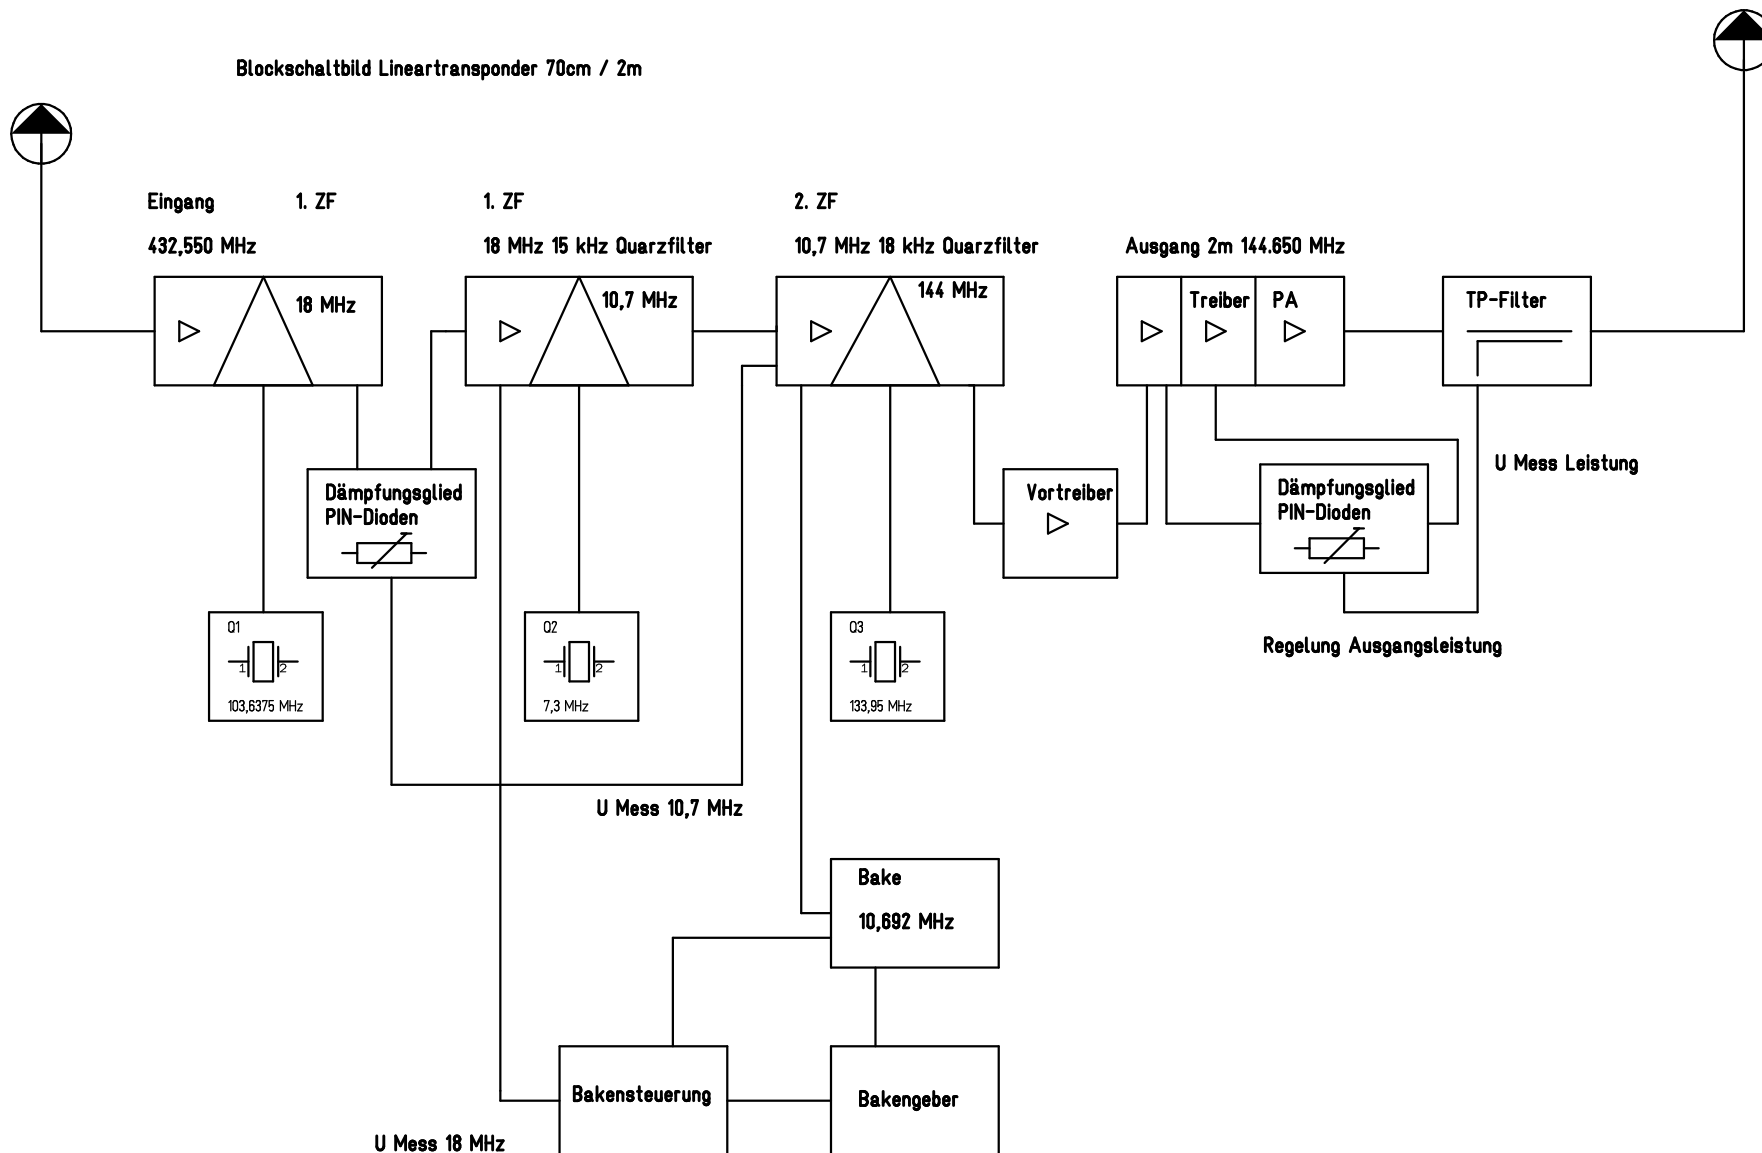 Blockschaltbild Lineartransponder 70cm / 2m
Eingang
1. ZF
1. ZF
2. ZF
432,550 MHz
18 MHz 15 kHz Quarzfilter
10,7 MHz 18 kHz Quarzfilter
Ausgang 2m 144.650 MHz
18 MHz
10,7 MHz
144 MHz
Treiber
PA
TP-Filter
U Mess Leistung
Dämpfungsglied
PIN-Dioden
Vortreiber
Dämpfungsglied
PIN-Dioden
Regelung Ausgangsleistung
Q1
1 2
103,6375 MHz
Q2
1 2
7,3 MHz
Q3
1 2
133,95 MHz
U Mess 10,7 MHz
Bake
10,692 MHz
Bakensteuerung
Bakengeber
U Mess 18 MHz